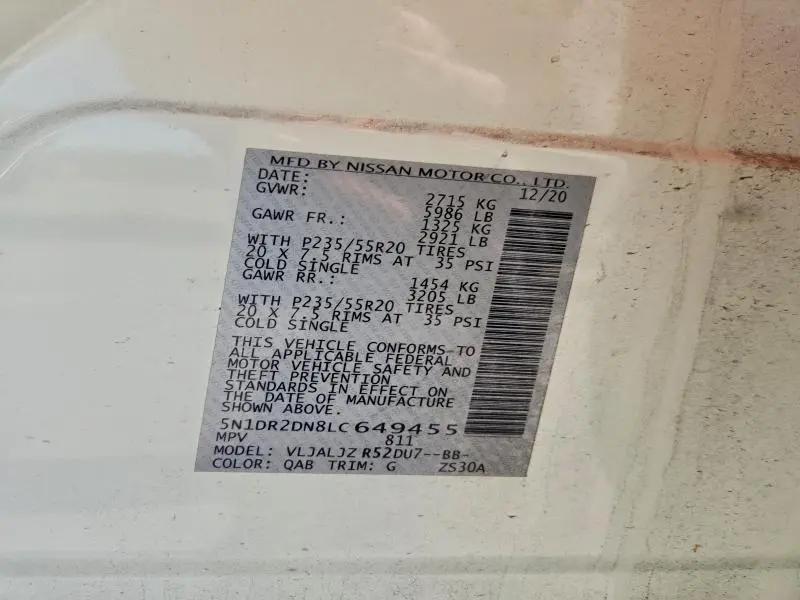 MFD BY NISSAN MOTOR CO., LTD.
DATE: 12/20
GVWR: 2715 KG
5986 LB
GAWR FR.: 1325 KG
2921 LB
WITH P235/55R20 TIRES
20 X 7.5 RIMS AT 35 PSI
COLD SINGLE
GAWR RR.: 1454 KG
3205 LB
WITH P235/55R20 TIRES
20 X 7.5 RIMS AT 35 PSI
COLD SINGLE
THIS VEHICLE CONFORMS TO
ALL APPLICABLE FEDERAL
MOTOR VEHICLE SAFETY AND
THEFT PREVENTION
STANDARDS IN EFFECT ON
THE DATE OF MANUFACTURE
SHOWN ABOVE.
5N1DR2DN8LC649455
MPV 811
MODEL: VLJALJZ R52DU7--BB-
COLOR: QAB TRIM: G ZS30A